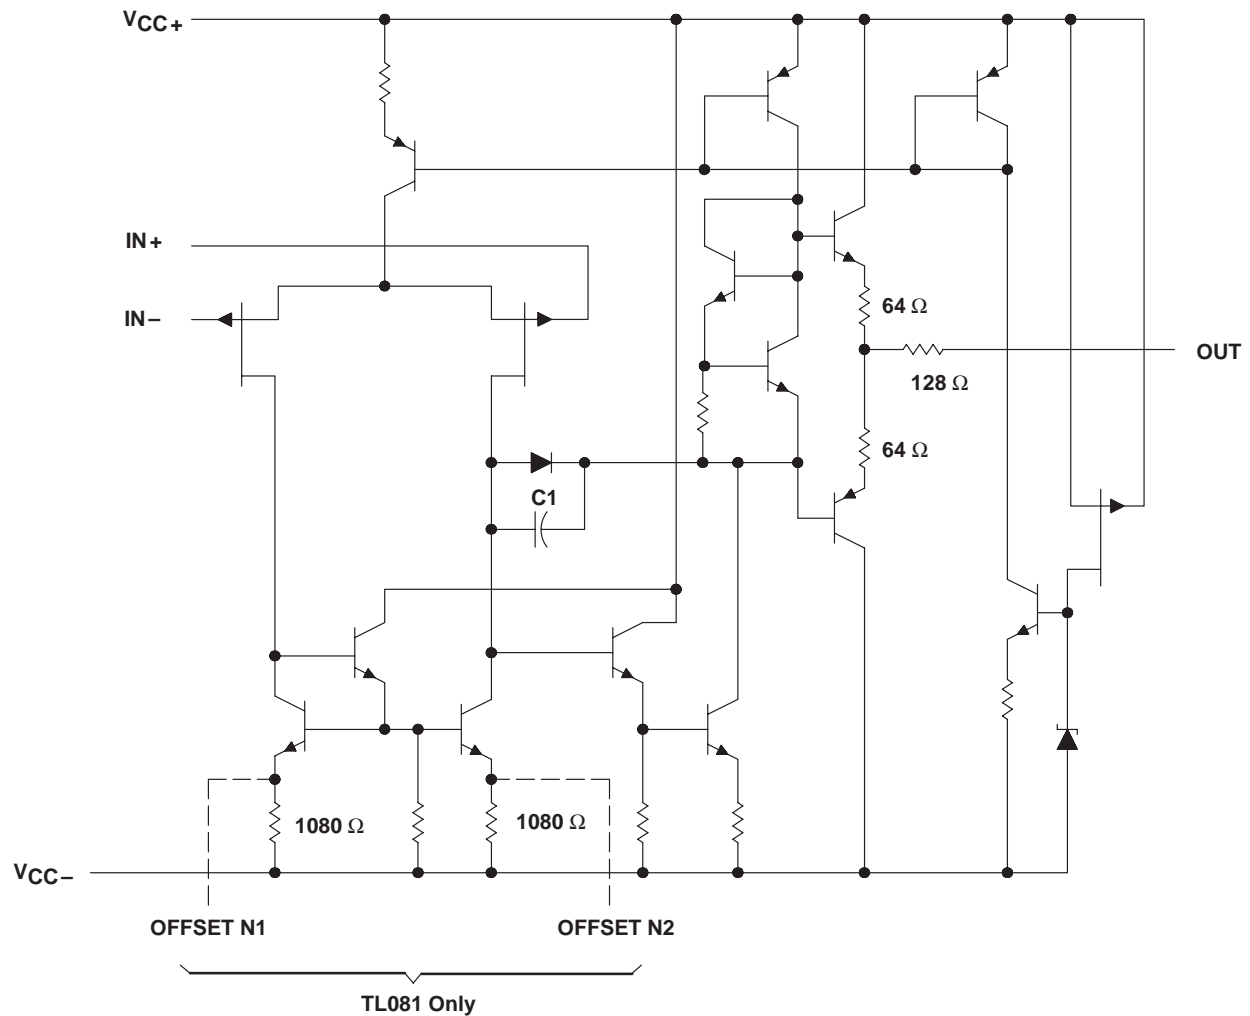 VCC+
IN+
IN−
64 Ω
OUT
128 Ω
64 Ω
C1
1080 Ω
1080 Ω
VCC−
OFFSET N1
OFFSET N2
TL081 Only